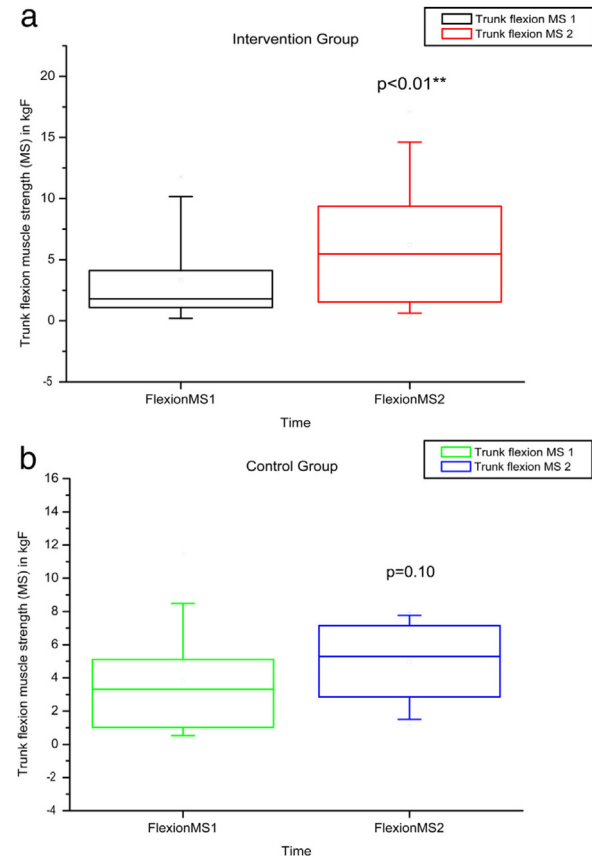 a
Trunk flexion MS 1
Trunk flexion MS 2
Intervention Group
p<0.01**
Trunk flexion muscle strength (MS) in kgF
20
15
10
5
0
-5
FlexionMS1
FlexionMS2
Time
b
Trunk flexion MS 1
Trunk flexion MS 2
Control Group
p=0.10
Trunk flexion muscle strength (MS) in kgF
16
14
12
10
8
6
4
2
0
-2
-4
FlexionMS1
FlexionMS2
Time